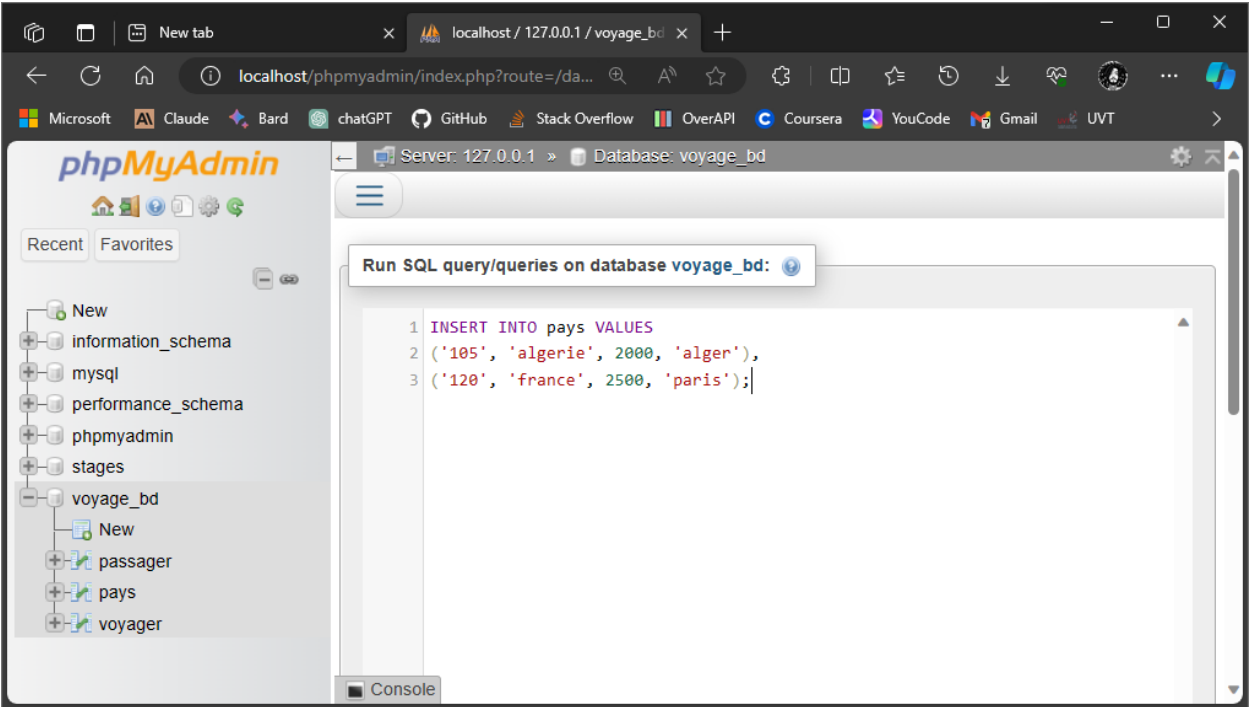 New tab
localhost / 127.0.0.1 / voyage_bd
localhost/phpmyadmin/index.php?route=/da...
Microsoft Claude Bard chatGPT GitHub Stack Overflow OverAPI Coursera YouCode Gmail UVT
phpMyAdmin
Recent Favorites
New
information_schema
mysql
performance_schema
phpmyadmin
stages
voyage_bd
New
passager
pays
voyager
Server: 127.0.0.1 » Database: voyage_bd
Run SQL query/queries on database voyage_bd:
1 INSERT INTO pays VALUES
2 ('105', 'algerie', 2000, 'alger'),
3 ('120', 'france', 2500, 'paris');
Console